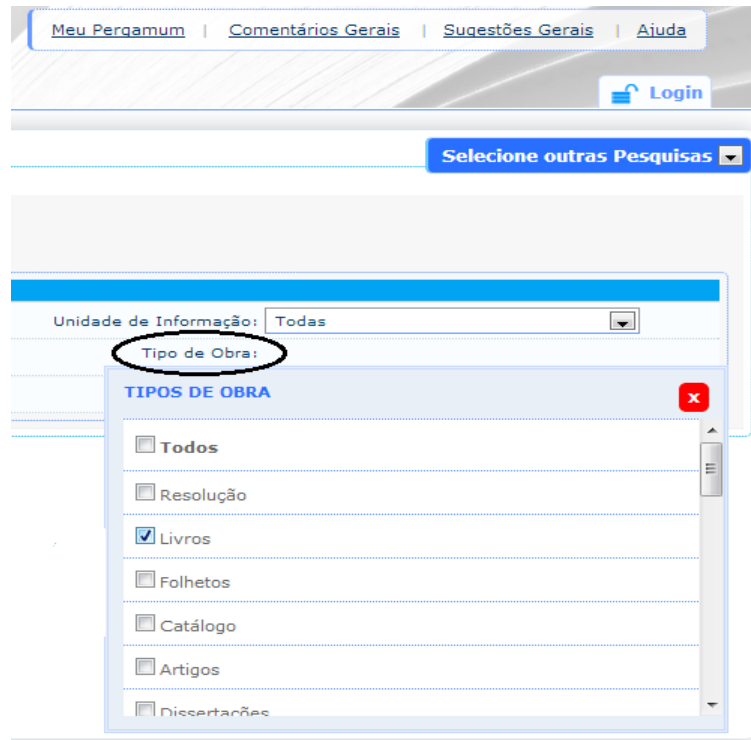 Meu Pergamum | Comentários Gerais | Sugestões Gerais | Ajuda
Login
Selecione outras Pesquisas
Unidade de Informação: Todas
Tipo de Obra:
TIPOS DE OBRA
x
Todos
Resolução
Livros
Folhetos
Catálogo
Artigos
Dissertações